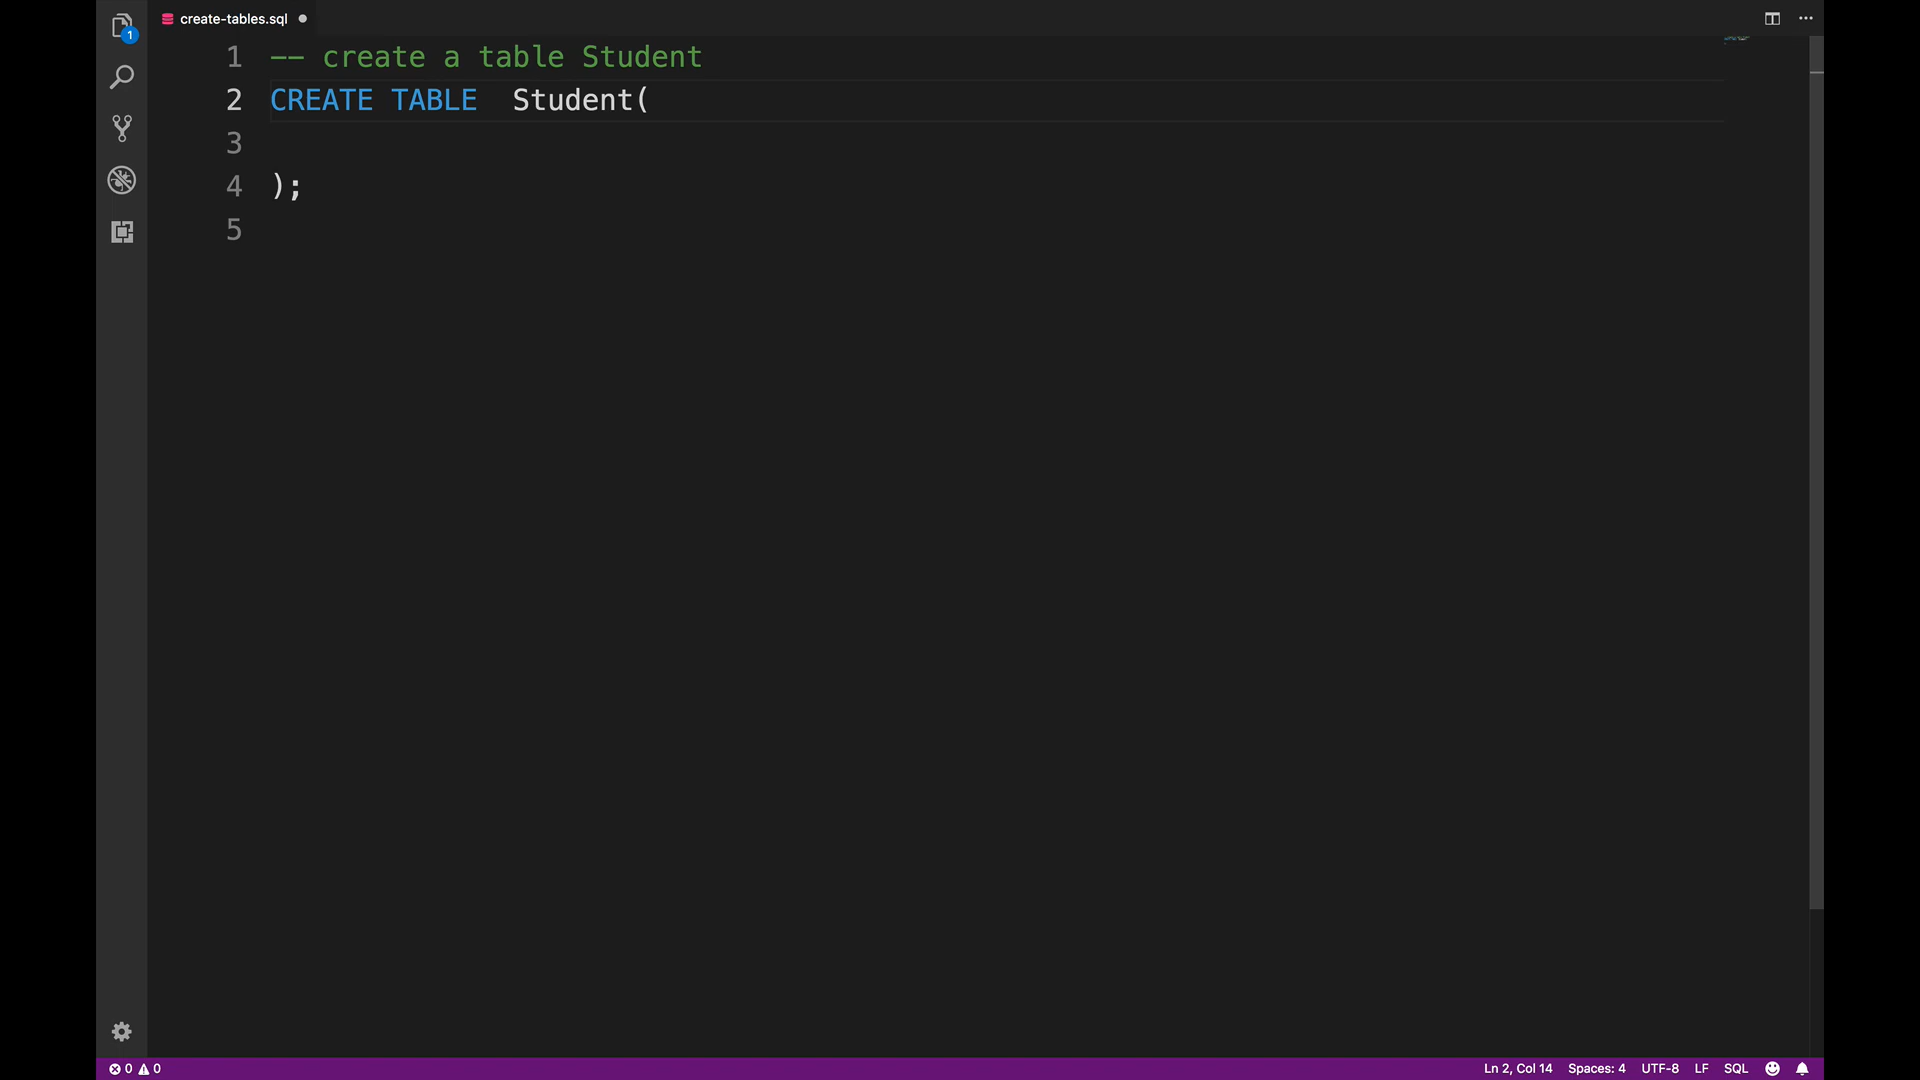 create-tables.sql
1
1 -- create a table Student
2 CREATE TABLE  Student(
3
4 );
5
0 0 Ln 2, Col 14 Spaces: 4 UTF-8 LF SQL